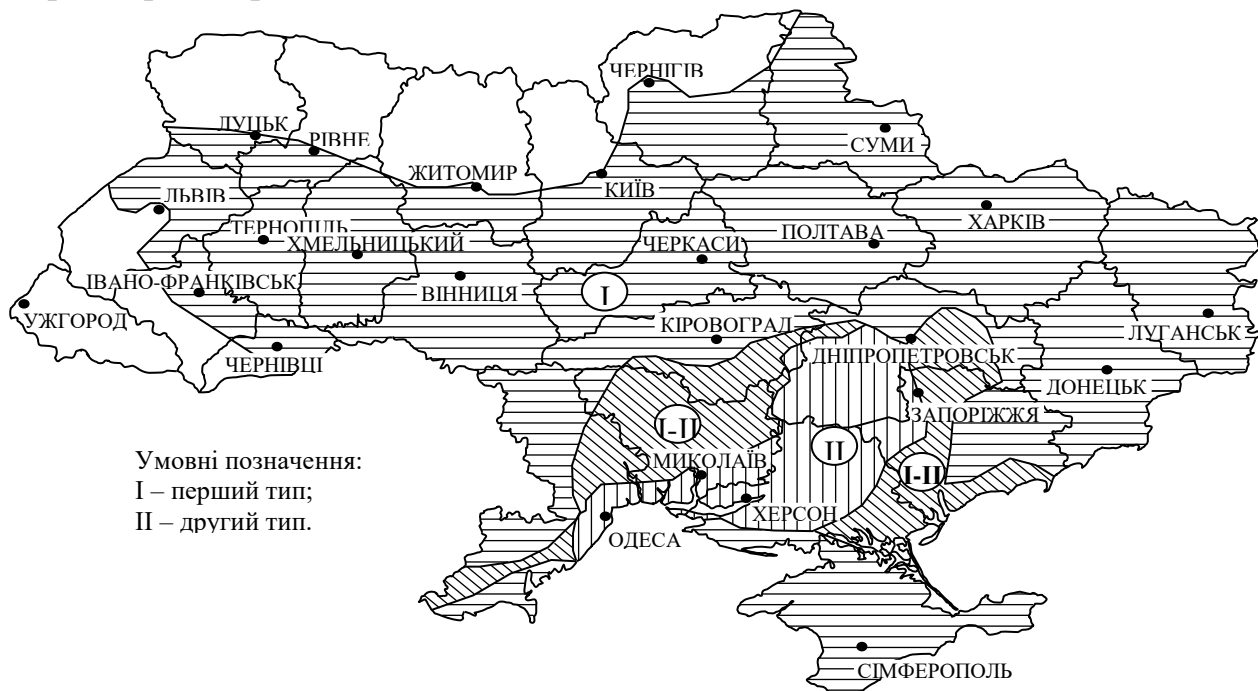 ЧЕРНІГІВ
ЛУЦЬК
РІВНЕ
СУМИ
ЖИТОМИР
КИЇВ
ЛЬВІВ
ХАРКІВ
ТЕРНОПІЛЬ
ХМЕЛЬНИЦЬКИЙ
ЧЕРКАСИ
ПОЛТАВА
ІВАНО-ФРАНКІВСЬК
ВІННИЦЯ
I
УЖГОРОД
КІРОВОГРАД
ЛУГАНСЬК
ЧЕРНІВЦІ
ДНІПРОПЕТРОВСЬК
ДОНЕЦЬК
ЗАПОРІЖЖЯ
I-II
II
I-II
МИКОЛАЇВ
Умовні позначення:
І – перший тип;
ІІ – другий тип.
ХЕРСОН
ОДЕСА
СІМФЕРОПОЛЬ